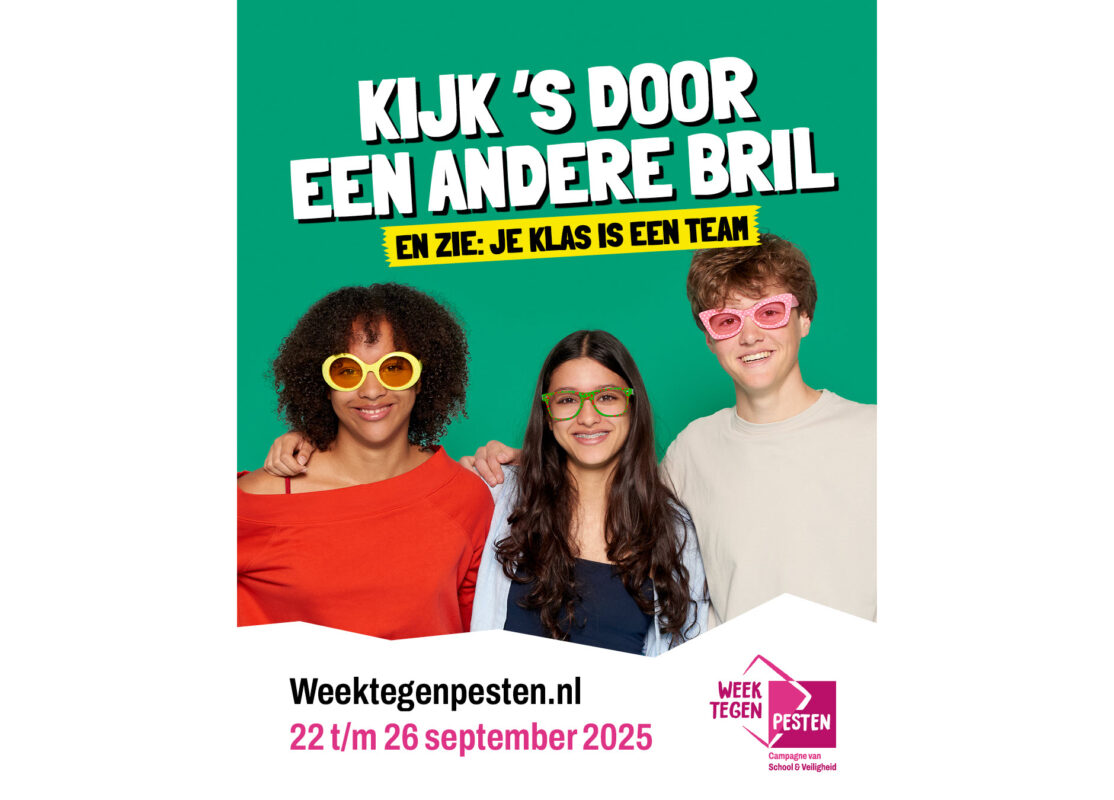 KIJK 'S DOOR
EEN ANDERE BRIL
EN ZIE: JE KLAS IS EEN TEAM
Weektegenpesten.nl
22 t/m 26 september 2025
WEEK
TEGEN
PESTEN
Campagne van
School & Veiligheid